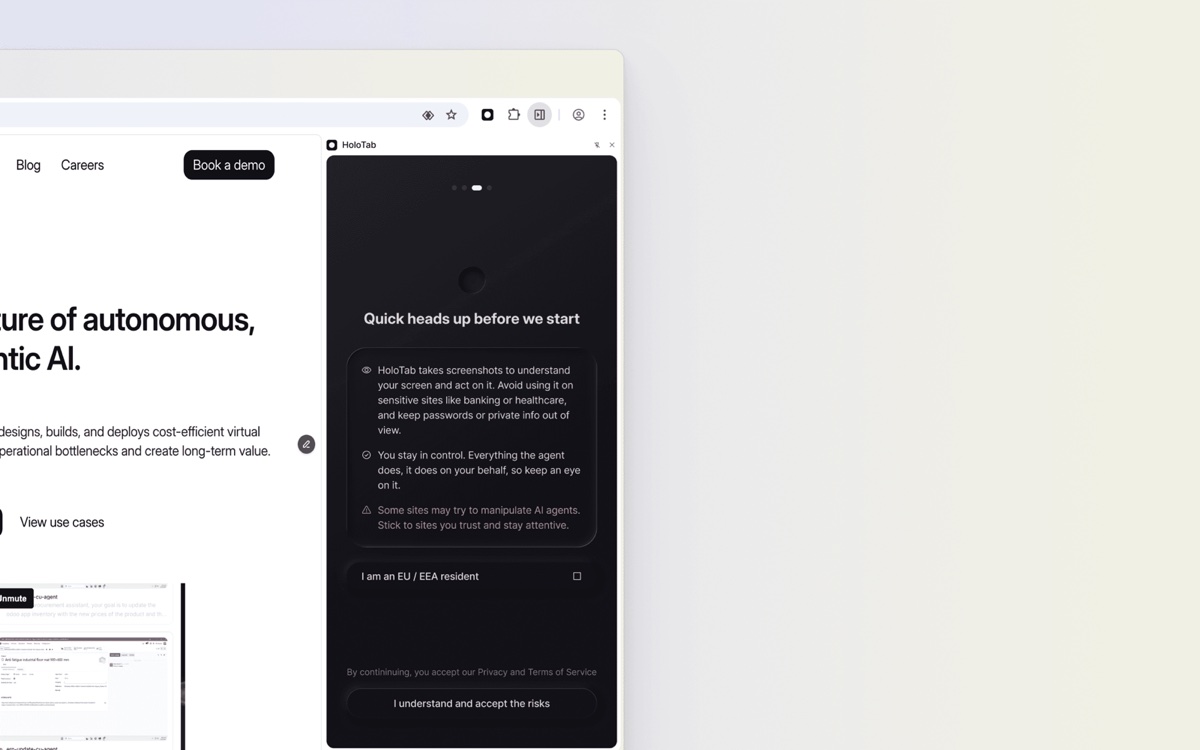 HoloTab
Blog
Careers
Book a demo
ture of autonomous,
ntic AI.
designs, builds, and deploys cost-efficient virtual
perational bottlenecks and create long-term value.
View use cases
Unmute
-cu-agent
Quick heads up before we start
HoloTab takes screenshots to understand
your screen and act on it. Avoid using it on
sensitive sites like banking or healthcare,
and keep passwords or private info out of
view.
You stay in control. Everything the agent
does, it does on your behalf, so keep an eye
on it.
Some sites may try to manipulate AI agents.
Stick to sites you trust and stay attentive.
I am an EU / EEA resident
By contininuing, you accept our Privacy and Terms of Service
I understand and accept the risks